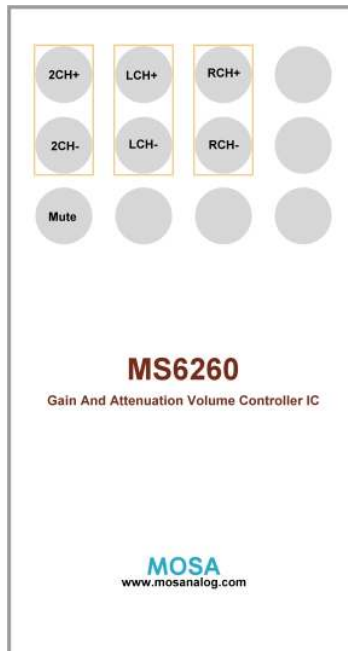 2CH+ LCH+ RCH+
2CH- LCH- RCH-
Mute
MS6260
Gain And Attenuation Volume Controller IC
MOSA
www.mosanalog.com